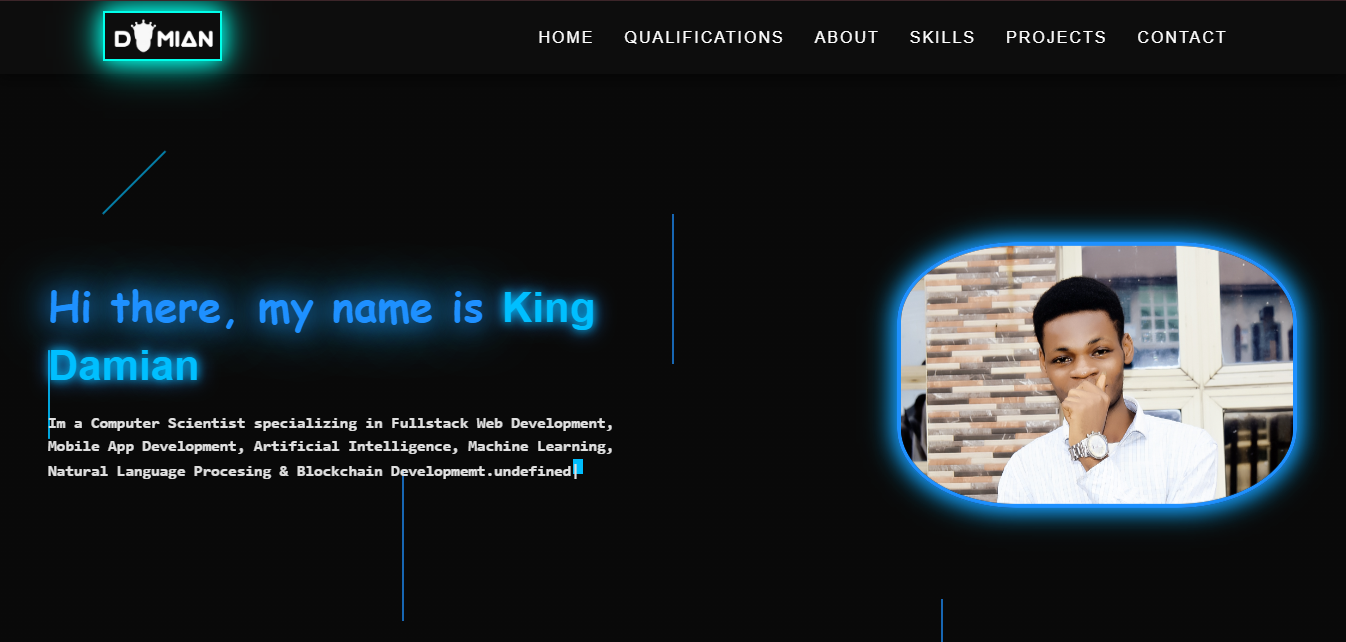 DAMIAN
HOME QUALIFICATIONS ABOUT SKILLS PROJECTS CONTACT
Hi there, my name is King
Damian
Im a Computer Scientist specializing in Fullstack Web Development,
Mobile App Development, Artificial Intelligence, Machine Learning,
Natural Language Procesing & Blockchain Developmemt.undefined|